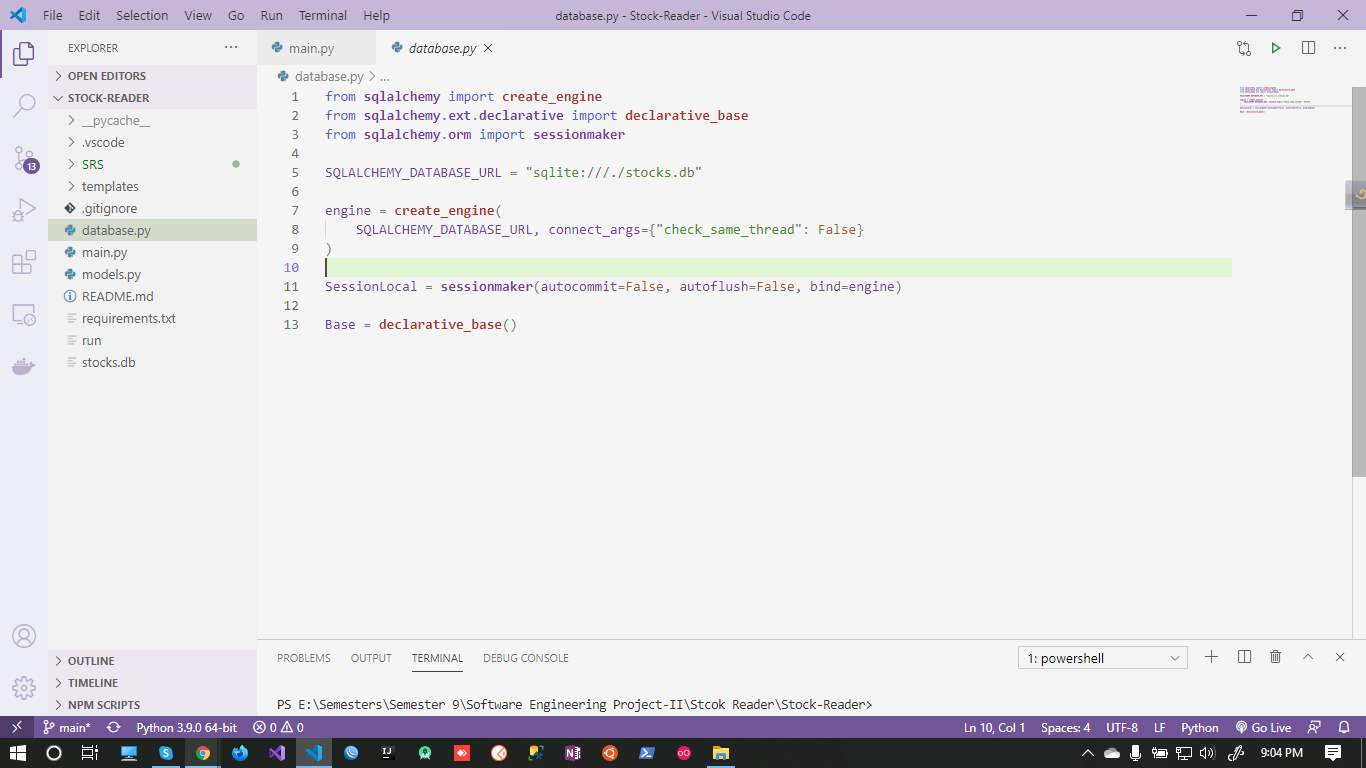 File Edit Selection View Go Run Terminal Help database.py - Stock-Reader - Visual Studio Code
EXPLORER ···
main.py database.py
OPEN EDITORS
STOCK-READER
__pycache__
.vscode
SRS
templates
.gitignore
database.py
main.py
models.py
README.md
requirements.txt
run
stocks.db
OUTLINE
TIMELINE
NPM SCRIPTS
13
database.py > ...
1 from sqlalchemy import create_engine
2 from sqlalchemy.ext.declarative import declarative_base
3 from sqlalchemy.orm import sessionmaker
4
5 SQLALCHEMY_DATABASE_URL = "sqlite:///./stocks.db"
6
7 engine = create_engine(
8 SQLALCHEMY_DATABASE_URL, connect_args={"check_same_thread": False}
9 )
10
11 SessionLocal = sessionmaker(autocommit=False, autoflush=False, bind=engine)
12
13 Base = declarative_base()
PROBLEMS OUTPUT TERMINAL DEBUG CONSOLE 1: powershell
PS E:\Semesters\Semester 9\Software Engineering Project-II\Stcok Reader\Stock-Reader>
main* Python 3.9.0 64-bit 0 0 Ln 10, Col 1 Spaces: 4 UTF-8 LF Python Go Live
9:04 PM